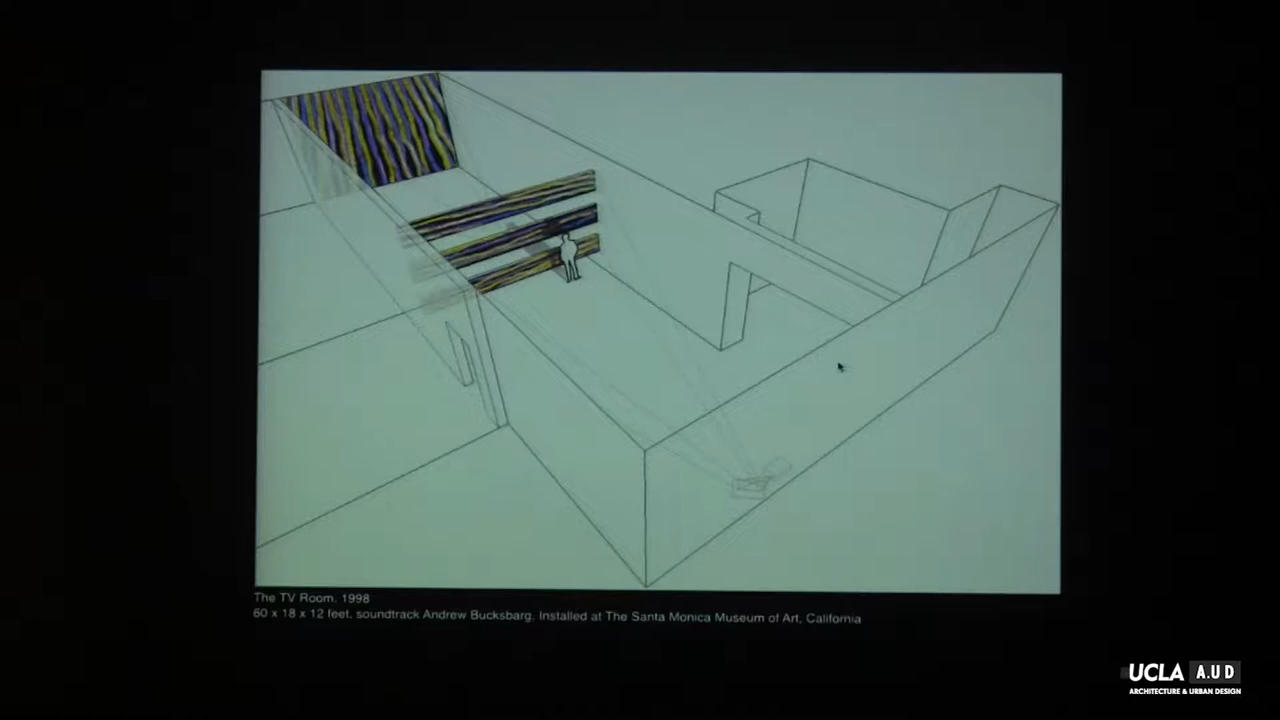 The TV Room. 1998
60 x 18 x 12 feet. soundtrack Andrew Bucksbarg. Installed at The Santa Monica Museum of Art, California
UCLA A.UD
ARCHITECTURE & URBAN DESIGN